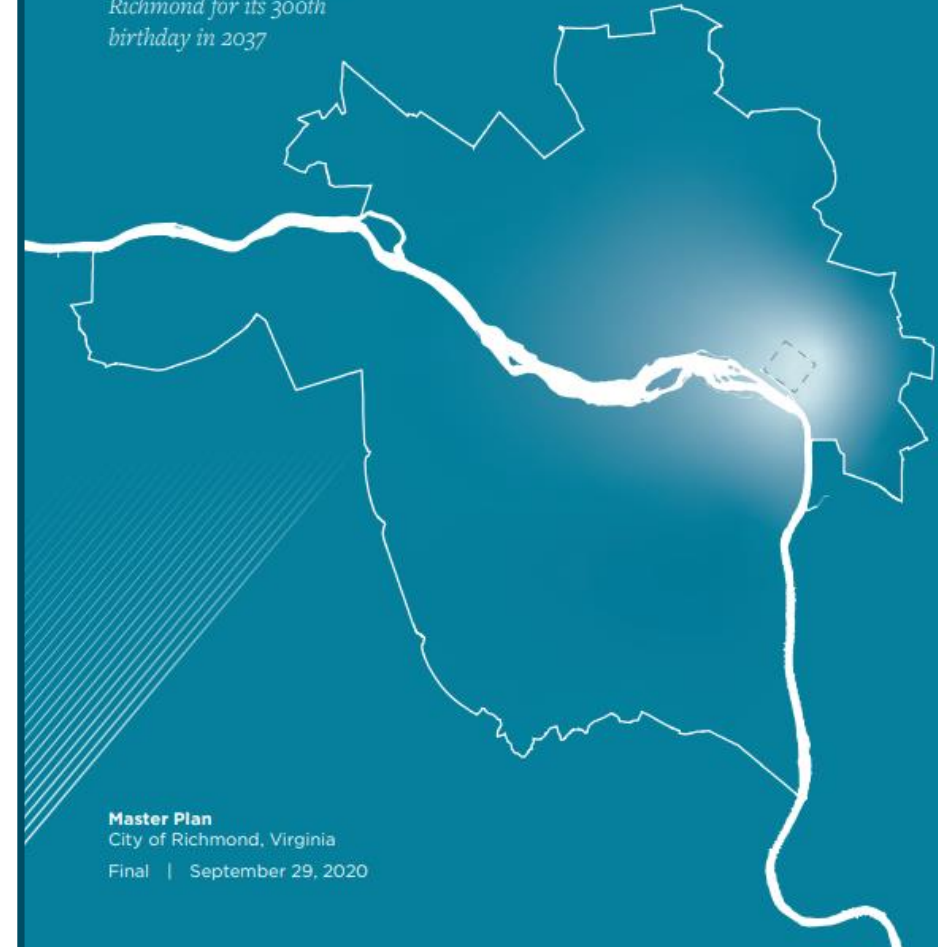 Richmond for its 300th
birthday in 2037
Master Plan
City of Richmond, Virginia
Final | September 29, 2020